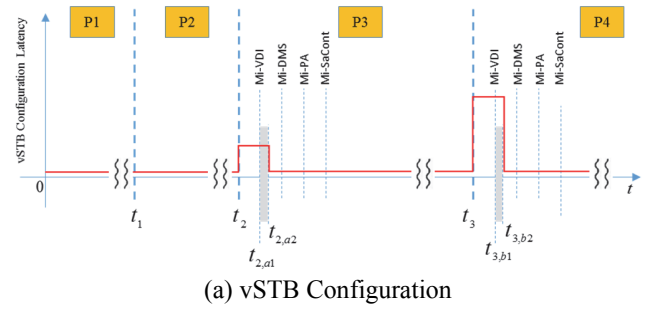 P1
P2
P3
P4
vSTB Configuration Latency
Mi-VDI
Mi-DMS
Mi-PA
Mi-SaCont
Mi-VDI
Mi-DMS
Mi-PA
Mi-SaCont
0
t
t1
t2
t2,a2
t2,a1
t3
t3,b2
t3,b1
(a) vSTB Configuration